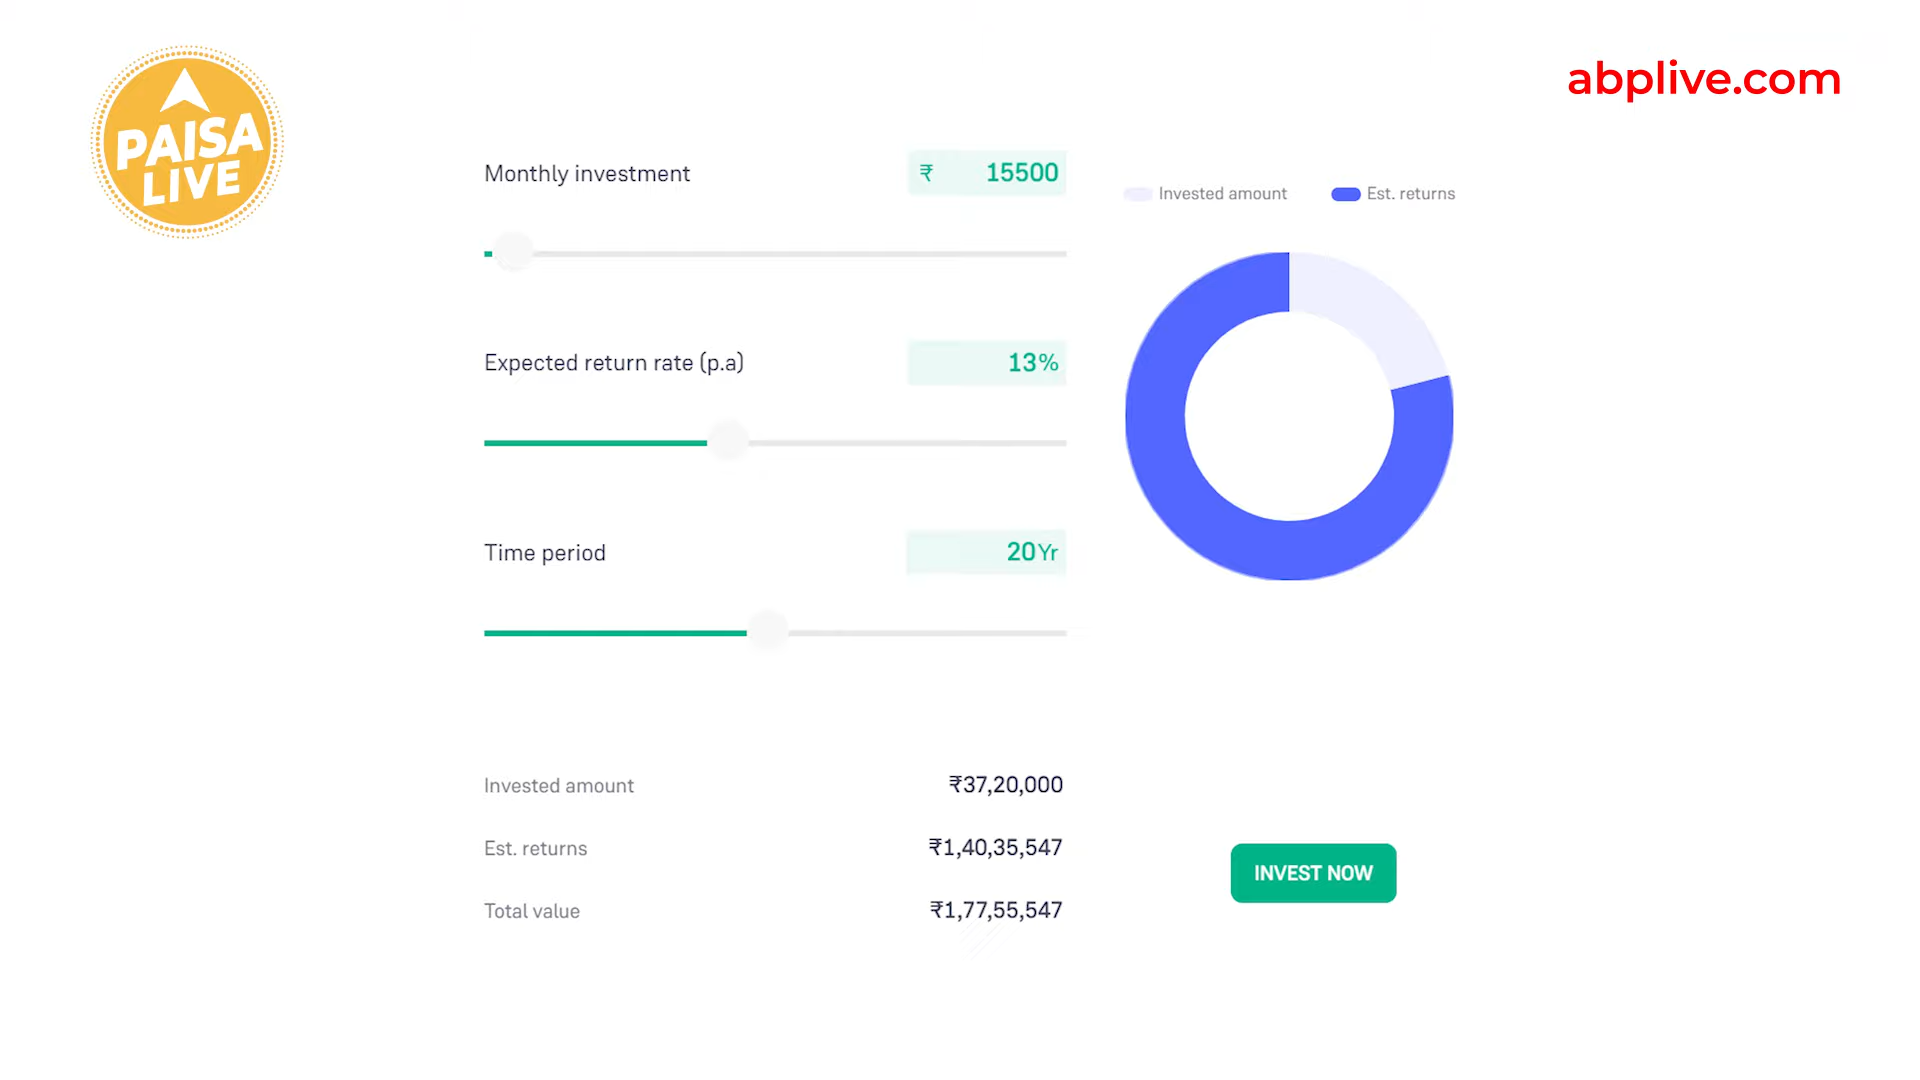 PAISA
LIVE
abplive.com
Monthly investment
₹ 15500
Expected return rate (p.a)
13%
Time period
20Yr
Invested amount
Est. returns
Invested amount
₹37,20,000
Est. returns
₹1,40,35,547
Total value
₹1,77,55,547
INVEST NOW